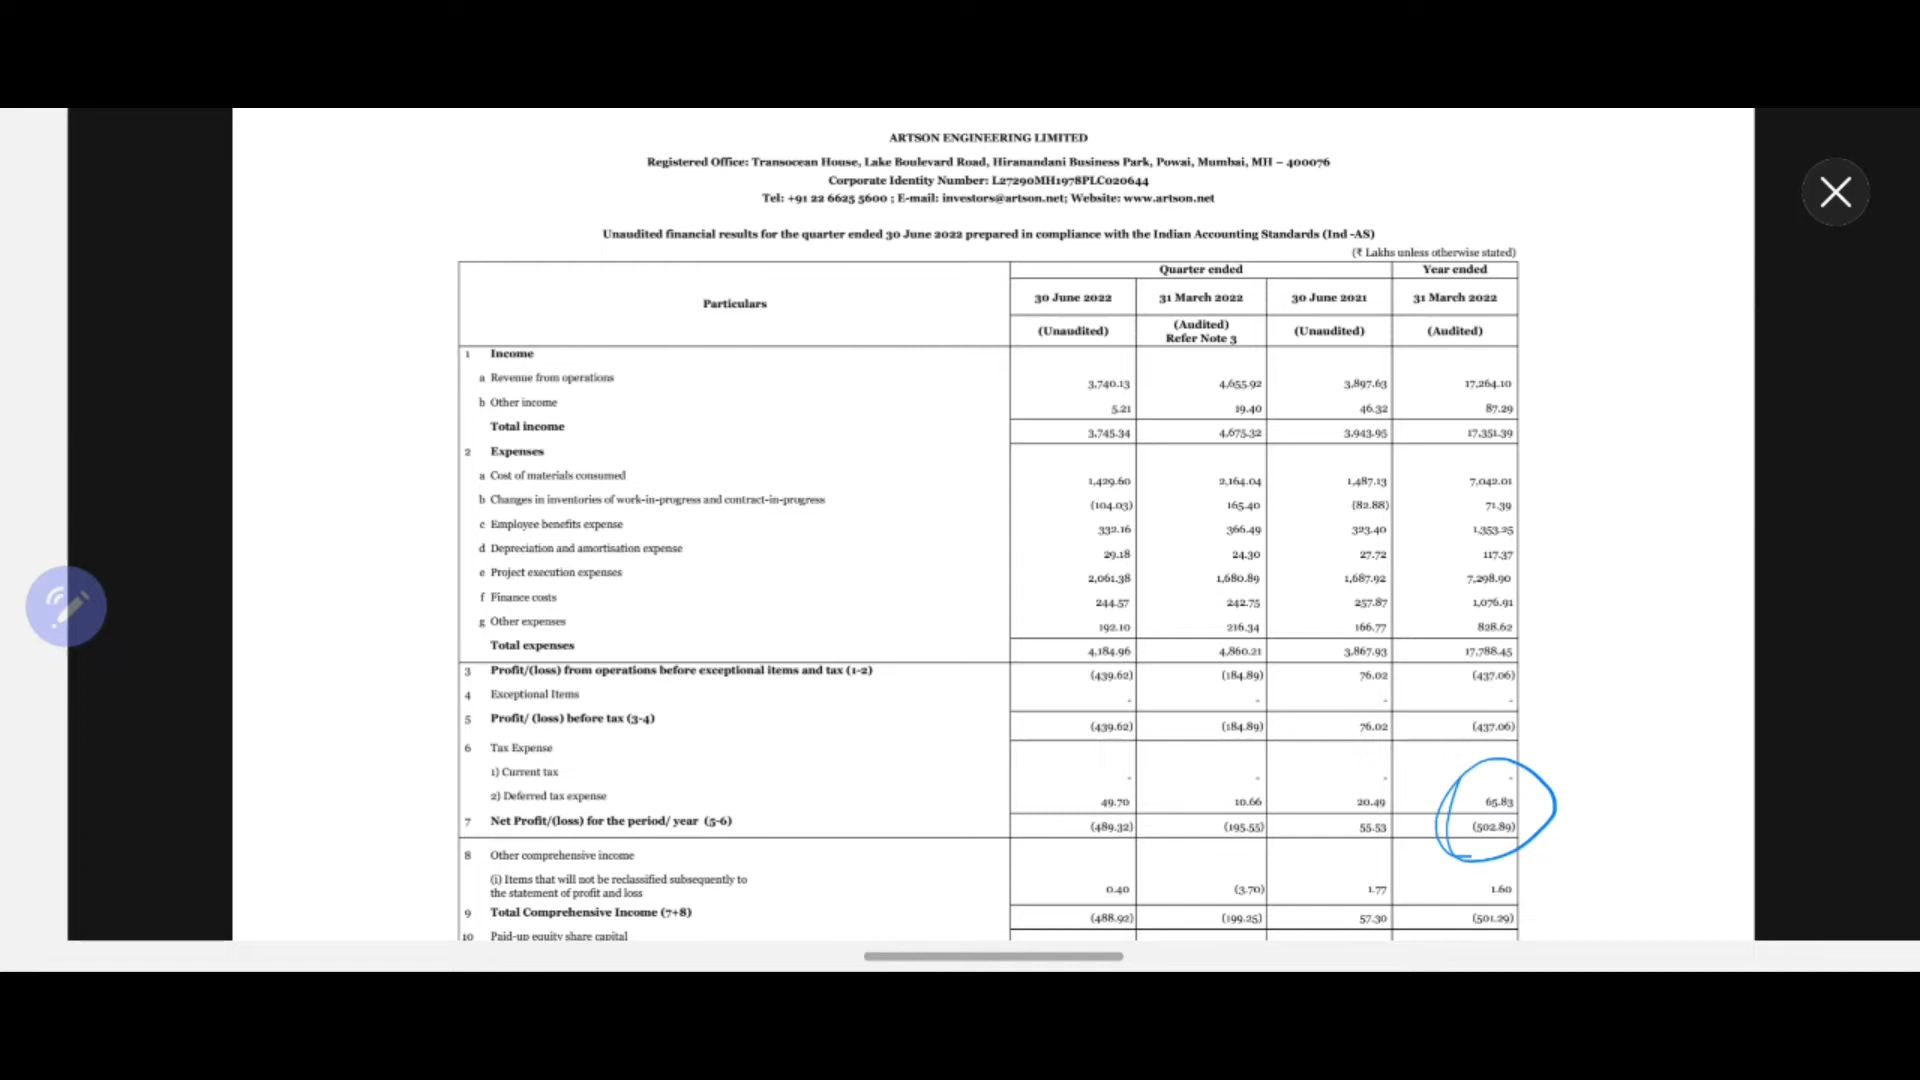 ARTSON ENGINEERING LIMITED
Registered Office: Transocean House, Lake Boulevard Road, Hiranandani Business Park, Powai, Mumbai, MH – 400076
Corporate Identity Number: L27290MH1978PLC020644
Tel: +91 22 6625 5600 ; E-mail: investors@artson.net; Website: www.artson.net
Unaudited financial results for the quarter ended 30 June 2022 prepared in compliance with the Indian Accounting Standards (Ind -AS)
(₹ Lakhs unless otherwise stated)
Particulars Quarter ended Year ended
30 June 2022 31 March 2022 30 June 2021 31 March 2022
(Unaudited) (Audited) Refer Note 3 (Unaudited) (Audited)
1 Income
a Revenue from operations 3,740.13 4,655.92 3,897.63 17,264.10
b Other income 5.21 19.40 46.32 87.29
Total income 3,745.34 4,675.32 3,943.95 17,351.39
2 Expenses
a Cost of materials consumed 1,429.60 2,164.04 1,487.13 7,042.01
b Changes in inventories of work-in-progress and contract-in-progress (104.03) 165.40 (82.88) 71.39
c Employee benefits expense 332.16 366.49 323.40 1,353.25
d Depreciation and amortisation expense 29.18 24.30 27.72 117.37
e Project execution expenses 2,061.38 1,680.89 1,687.92 7,298.90
f Finance costs 244.57 242.75 257.87 1,076.91
g Other expenses 192.10 216.34 166.77 828.62
Total expenses 4,184.96 4,860.21 3,867.93 17,788.45
3 Profit/(loss) from operations before exceptional items and tax (1-2) (439.62) (184.89) 76.02 (437.06)
4 Exceptional Items - - - -
5 Profit/ (loss) before tax (3-4) (439.62) (184.89) 76.02 (437.06)
6 Tax Expense
1) Current tax - - - -
2) Deferred tax expense 49.70 10.66 20.49 65.83
7 Net Profit/(loss) for the period/ year (5-6) (489.32) (195.55) 55.53 (502.89)
8 Other comprehensive income
(i) Items that will not be reclassified subsequently to
the statement of profit and loss 0.40 (3.70) 1.77 1.60
9 Total Comprehensive Income (7+8) (488.92) (199.25) 57.30 (501.29)
10 Paid-up equity share capital